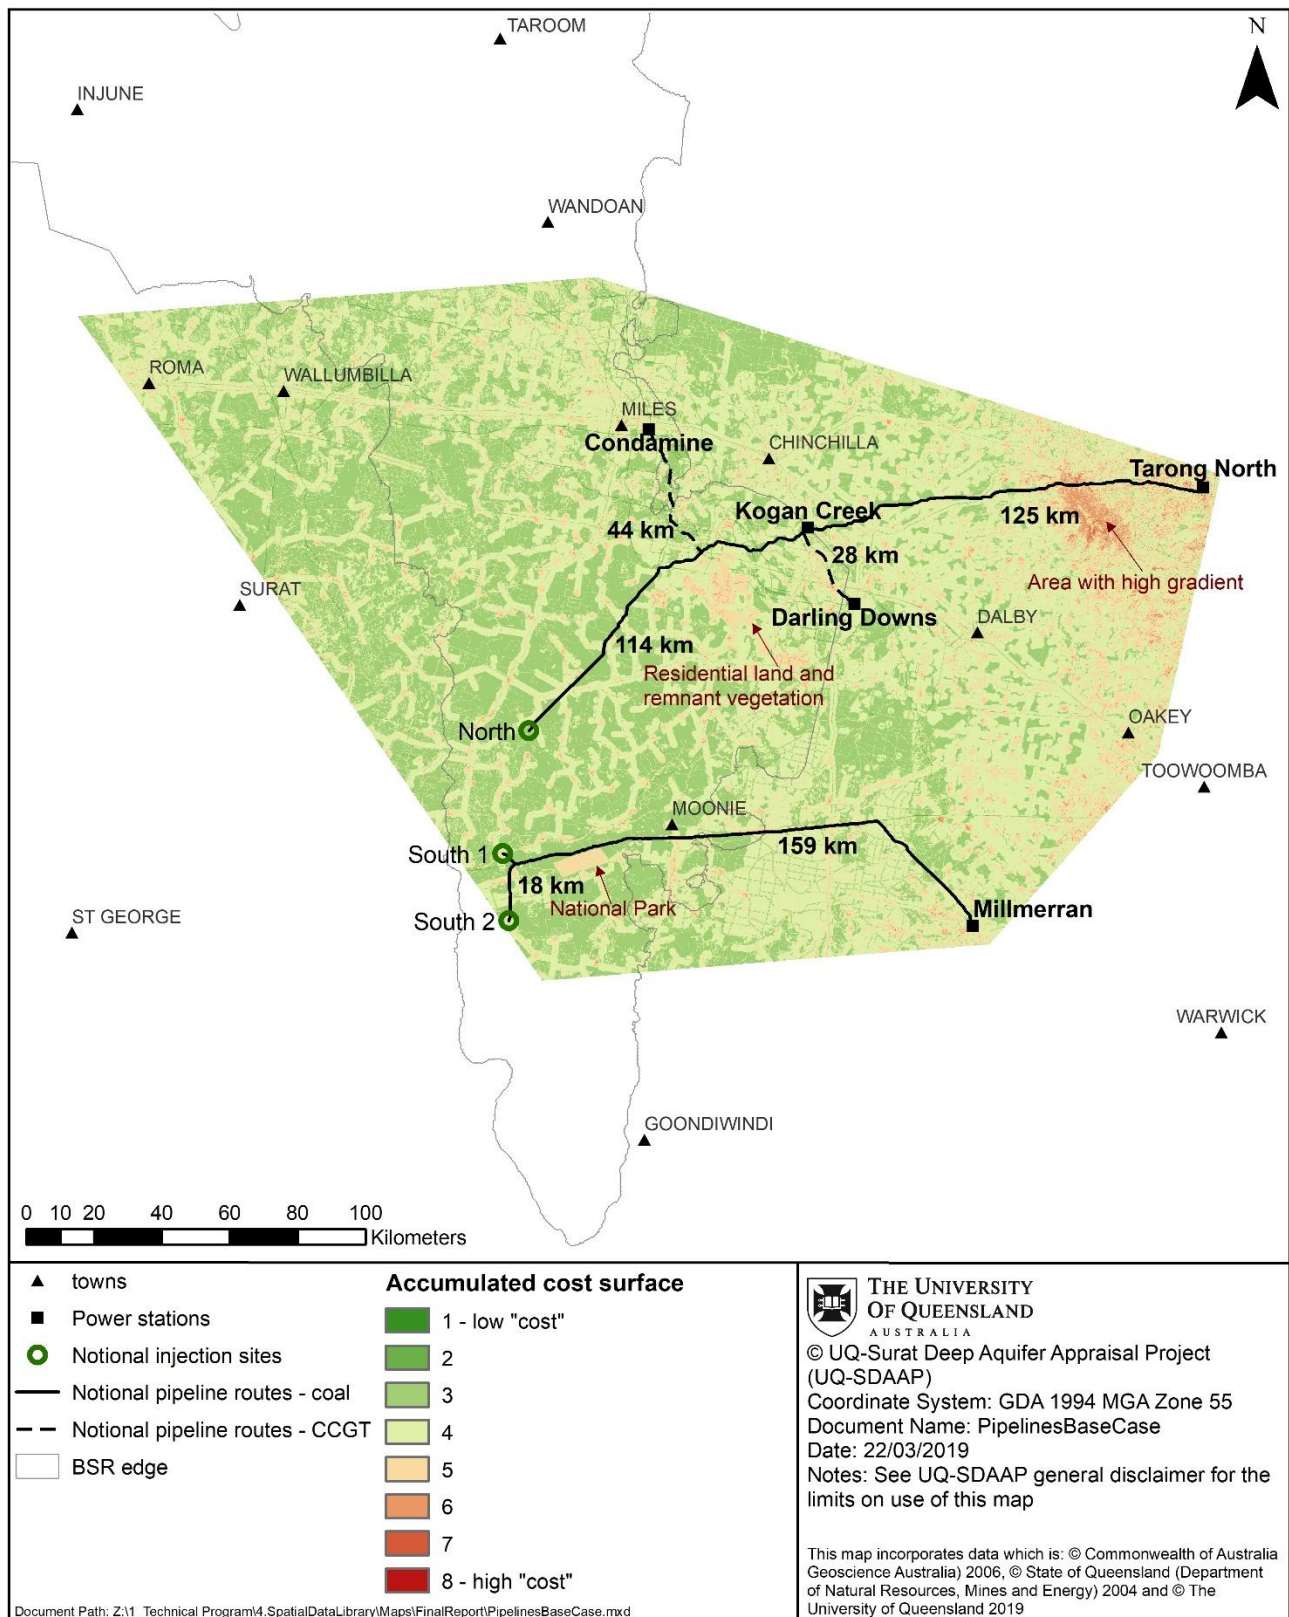 N
TAROOM
INJUNE
WANDOAN
ROMA
WALLUMBILLA
MILES
Condamine
CHINCHILLA
Tarong North
Kogan Creek
125 km
44 km
28 km
Area with high gradient
SURAT
Darling Downs
DALBY
114 km
Residential land and
remnant vegetation
North
OAKEY
TOOWOOMBA
MOONIE
159 km
South 1
18 km
National Park
Millmerran
ST GEORGE
South 2
WARWICK
GOONDIWINDI
0 10 20 40 60 80 100
Kilometers
towns
Power stations
Notional injection sites
Notional pipeline routes - coal
Notional pipeline routes - CCGT
BSR edge
Accumulated cost surface
1 - low "cost"
2
3
4
5
6
7
8 - high "cost"
Document Path: Z:\1_Technical Program\4.SpatialDataLibrary\Maps\FinalReport\PipelinesBaseCase.mxd
THE UNIVERSITY
OF QUEENSLAND
AUSTRALIA
© UQ-Surat Deep Aquifer Appraisal Project
(UQ-SDAAP)
Coordinate System: GDA 1994 MGA Zone 55
Document Name: PipelinesBaseCase
Date: 22/03/2019
Notes: See UQ-SDAAP general disclaimer for the
limits on use of this map
This map incorporates data which is: © Commonwealth of Australia
Geoscience Australia) 2006, © State of Queensland (Department
of Natural Resources, Mines and Energy) 2004 and © The
University of Queensland 2019